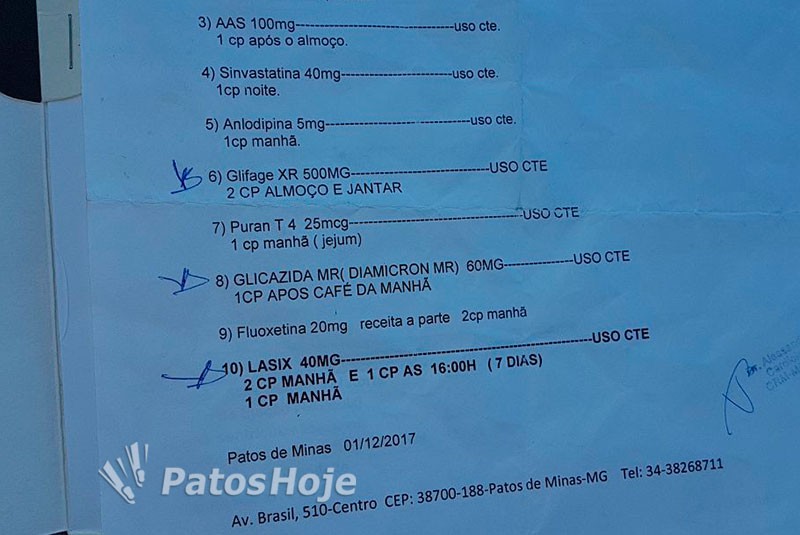 3) AAS 100mg-----------------------------------uso cte.
1 cp após o almoço.
4) Sinvastatina 40mg------------------------uso cte.
1cp noite.
5) Anlodipina 5mg-------------------------------uso cte.
1cp manhã.
6) Glifage XR 500MG-----------------------------USO CTE
2 CP ALMOÇO E JANTAR
7) Puran T 4 25mcg-----------------------------------USO CTE
1 cp manhã ( jejum)
8) GLICAZIDA MR( DIAMICRON MR) 60MG---------------USO CTE
1CP APOS CAFÉ DA MANHÃ
9) Fluoxetina 20mg receita a parte 2cp manhã
10) LASIX 40MG---------------------------------------------------USO CTE
2 CP MANHÃ E 1 CP AS 16:00H ( 7 DIAS)
1 CP MANHÃ
Patos de Minas 01/12/2017
PatosHoje
Av. Brasil, 510-Centro CEP: 38700-188-Patos de Minas-MG Tel: 34-38268711